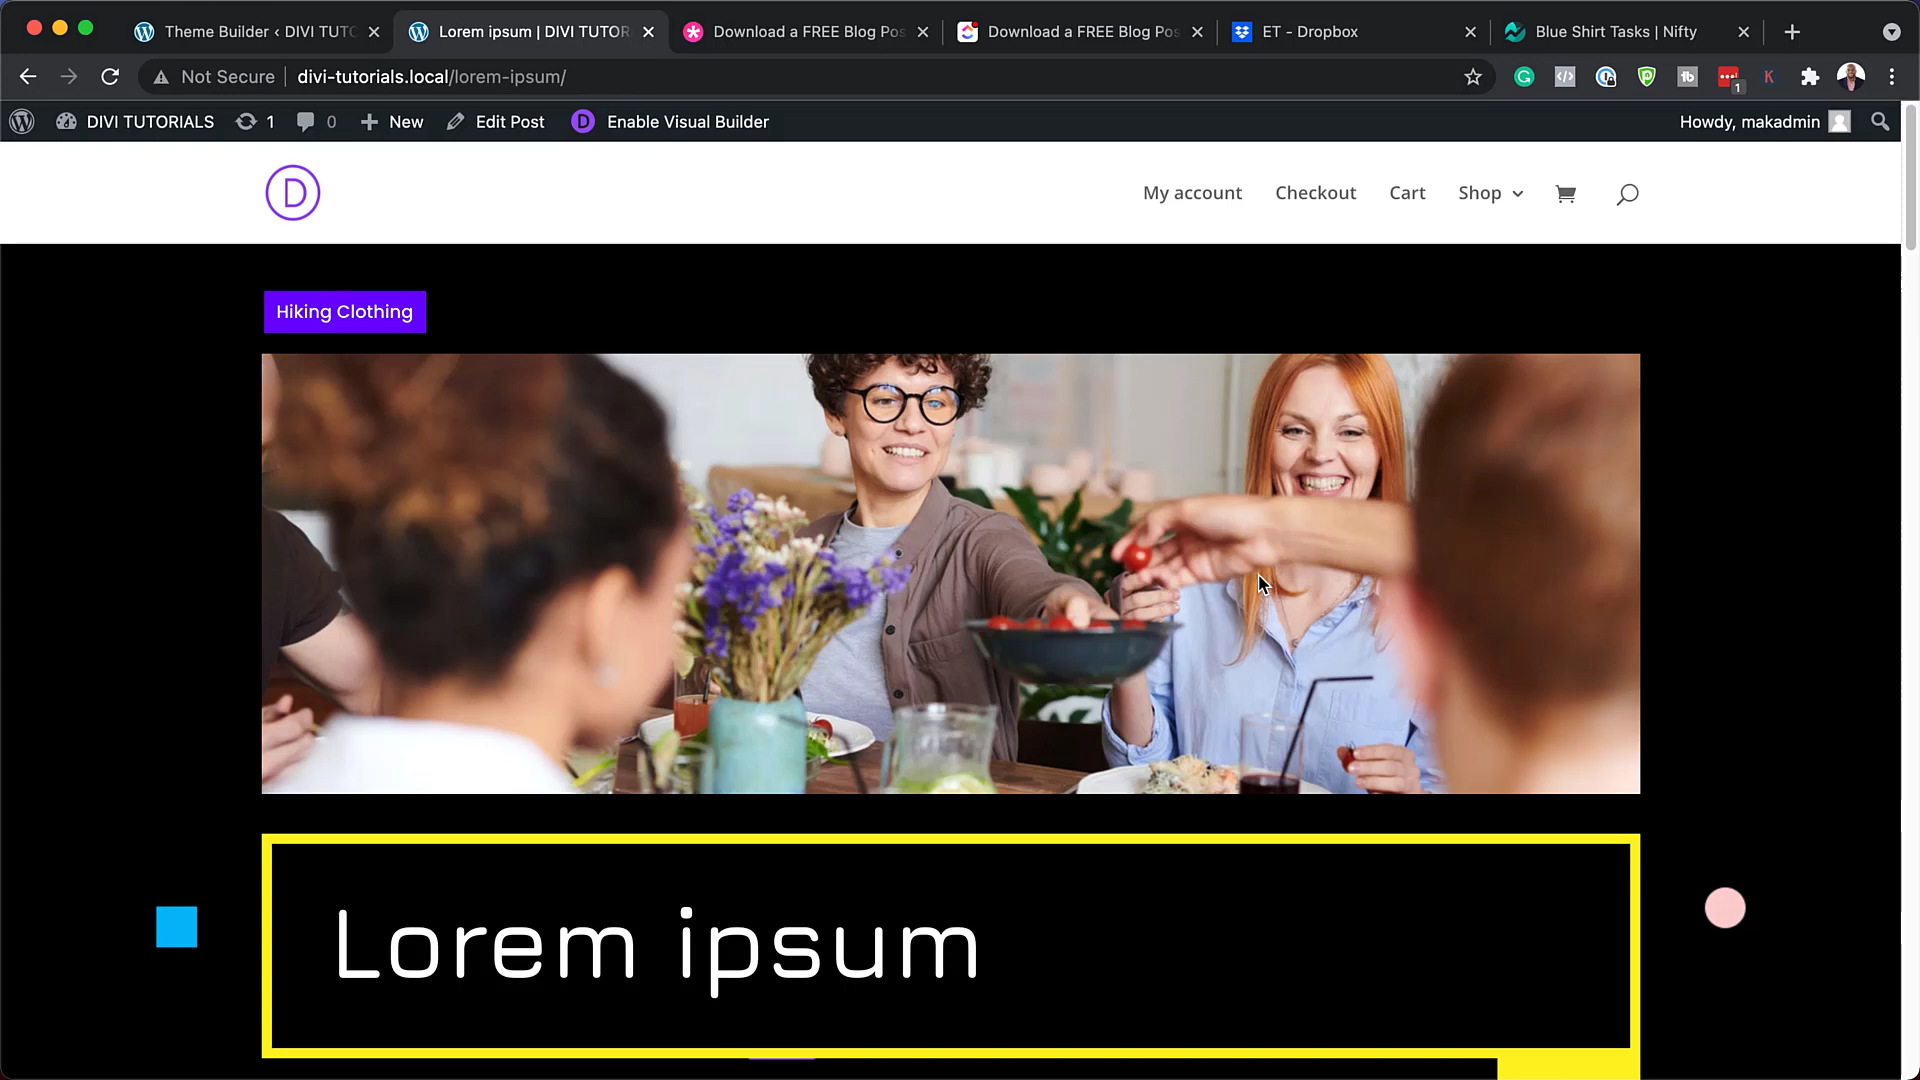 Theme Builder ‹ DIVI TUTC
Lorem ipsum | DIVI TUTOR
Download a FREE Blog Pos
Download a FREE Blog Pos
ET - Dropbox
Blue Shirt Tasks | Nifty
Not Secure
divi-tutorials.local/lorem-ipsum/
1
DIVI TUTORIALS
1
0
New
Edit Post
D
Enable Visual Builder
Howdy, makadmin
D
My account
Checkout
Cart
Shop
Hiking Clothing
Lorem ipsum